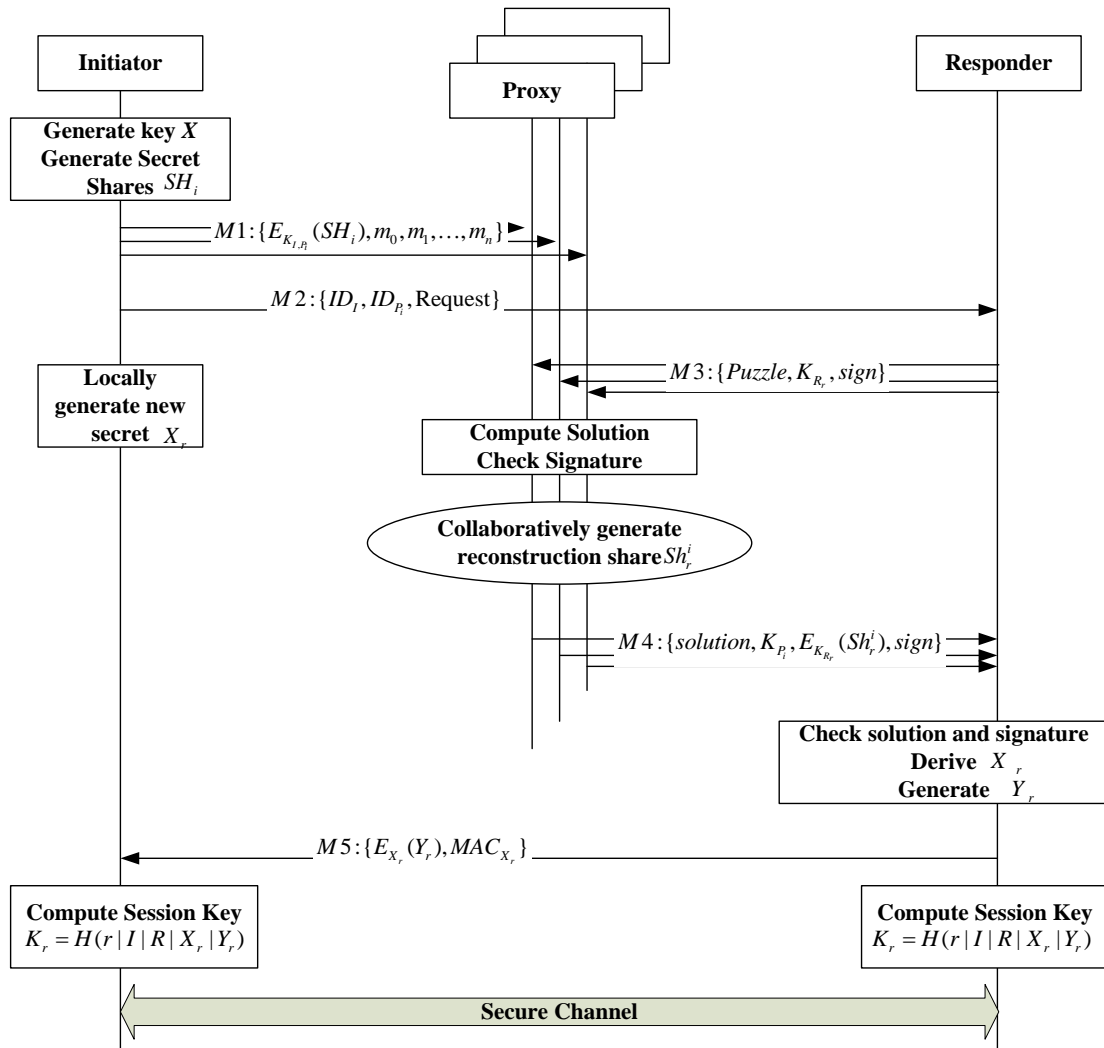 Initiator
Proxy
Responder
Generate key X
Generate Secret
Shares SH_i
M1:{E_{K_{I,P_i}}(SH_i),m_0,m_1,…,m_n}
M2:{ID_I,ID_{P_i},Request}
M3:{Puzzle,K_{R_r},sign}
Locally
generate new
secret X_r
Compute Solution
Check Signature
Collaboratively generate
reconstruction share Sh_r^i
M4:{solution,K_{P_i},E_{K_{R_r}}(Sh_r^i),sign}
Check solution and signature
Derive X_r
Generate Y_r
M5:{E_{X_r}(Y_r),MAC_{X_r}}
Compute Session Key
K_r = H(r|I|R|X_r|Y_r)
Compute Session Key
K_r = H(r|I|R|X_r|Y_r)
Secure Channel